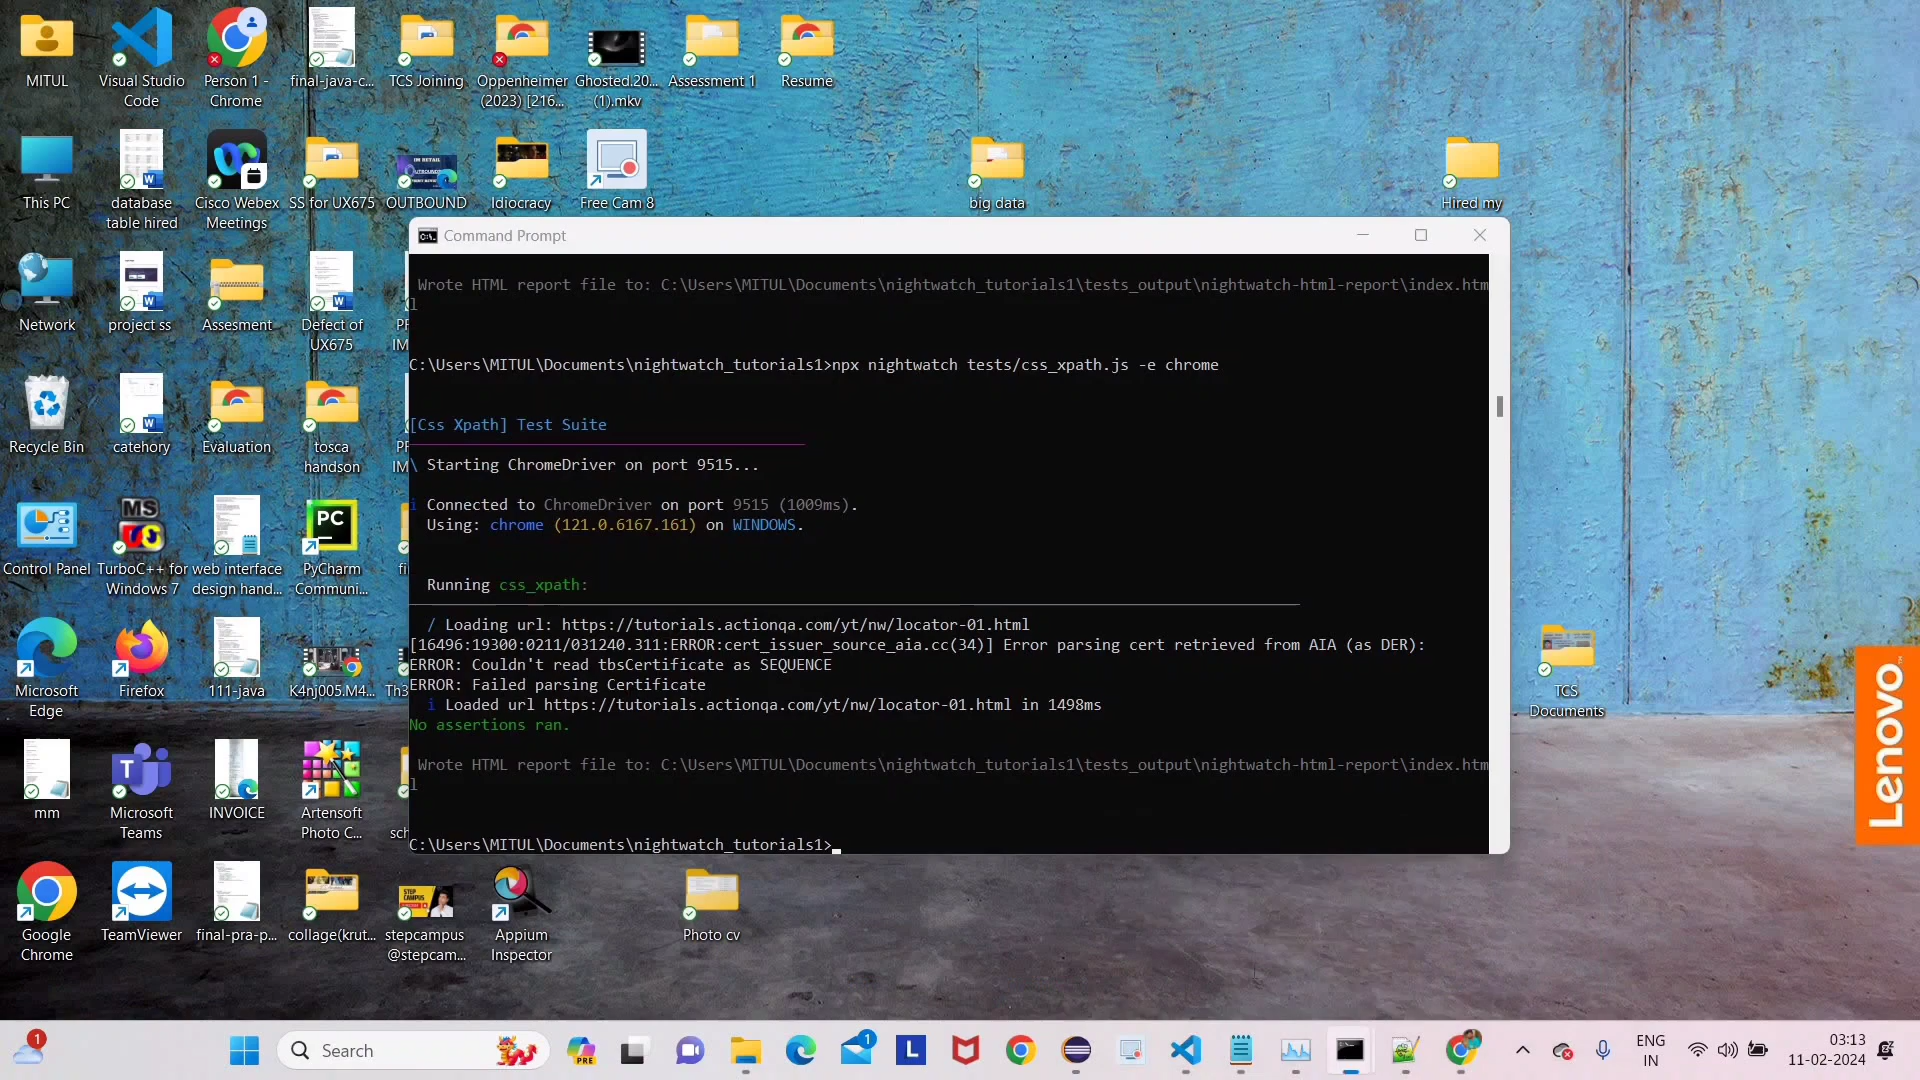 MITUL
Visual Studio
Code
Person 1 -
Chrome
final-java-c...
TCS Joining
Oppenheimer
(2023) [216...
Ghosted.20...
(1).mkv
Assessment 1
Resume
This PC
database
table hired
Cisco Webex
Meetings
SS for UX675
OUTBOUND
Idiocracy
Free Cam 8
big data
Hired my
Network
project ss
Assesment
Defect of
UX675
Recycle Bin
catehory
Evaluation
tosca
handson
Control Panel
TurboC++ for
Windows 7
web interface
design hand...
PyCharm
Communi...
Microsoft
Edge
Firefox
111-java
K4nj005.M4...
TCS
Documents
mm
Microsoft
Teams
INVOICE
Artensoft
Photo C...
Google
Chrome
TeamViewer
final-pra-p...
collage(krut...
stepcampus
@stepcam...
Appium
Inspector
Photo cv
Command Prompt
Wrote HTML report file to: C:\Users\MITUL\Documents\nightwatch_tutorials1\tests_output\nightwatch-html-report\index.htm
l
C:\Users\MITUL\Documents\nightwatch_tutorials1>npx nightwatch tests/css_xpath.js -e chrome
[Css Xpath] Test Suite
\ Starting ChromeDriver on port 9515...
i Connected to ChromeDriver on port 9515 (1009ms).
Using: chrome (121.0.6167.161) on WINDOWS.
Running css_xpath:
/ Loading url: https://tutorials.actionqa.com/yt/nw/locator-01.html
[16496:19300:0211/031240.311:ERROR:cert_issuer_source_aia.cc(34)] Error parsing cert retrieved from AIA (as DER):
ERROR: Couldn't read tbsCertificate as SEQUENCE
ERROR: Failed parsing Certificate
i Loaded url https://tutorials.actionqa.com/yt/nw/locator-01.html in 1498ms
No assertions ran.
Wrote HTML report file to: C:\Users\MITUL\Documents\nightwatch_tutorials1\tests_output\nightwatch-html-report\index.htm
l
C:\Users\MITUL\Documents\nightwatch_tutorials1>
Lenovo
1
Search
PRE
1
L
ENG
IN
03:13
11-02-2024